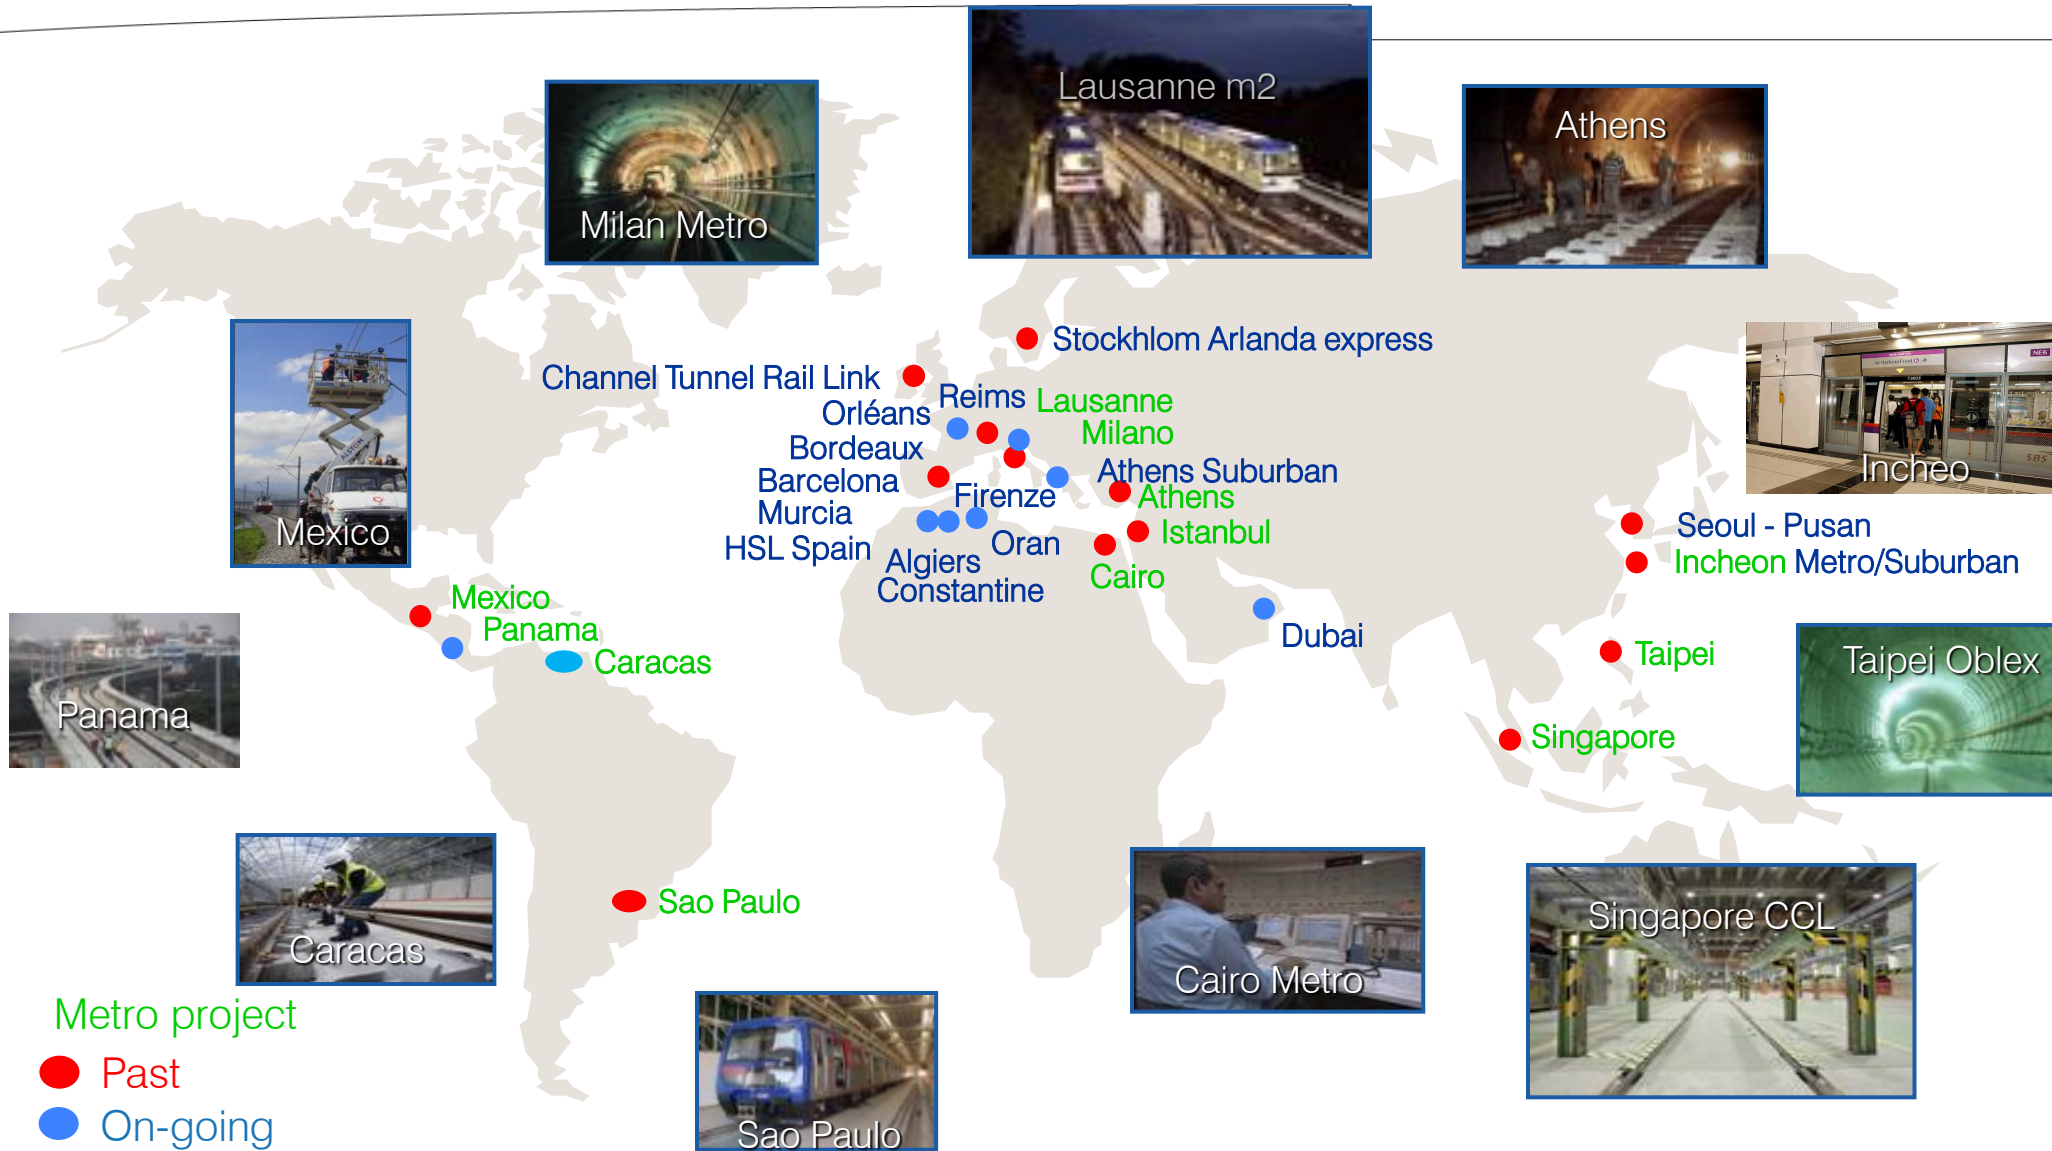 Lausanne m2
Athens
Milan Metro
Stockhlom Arlanda express
Channel Tunnel Rail Link
Reims
Lausanne
Orléans
Milano
Bordeaux
Athens Suburban
Barcelona
Firenze
Athens
Murcia
Istanbul
HSL Spain
Oran
Algiers
Cairo
Constantine
Dubai
NE6
SBS
Incheo
Seoul - Pusan
Incheon Metro/Suburban
Taipei
Taipei Oblex
Singapore
ALSTOM
Mexico
Mexico
Panama
Caracas
Panama
Caracas
Sao Paulo
Cairo Metro
Singapore CCL
Sao Paulo
Metro project
Past
On-going